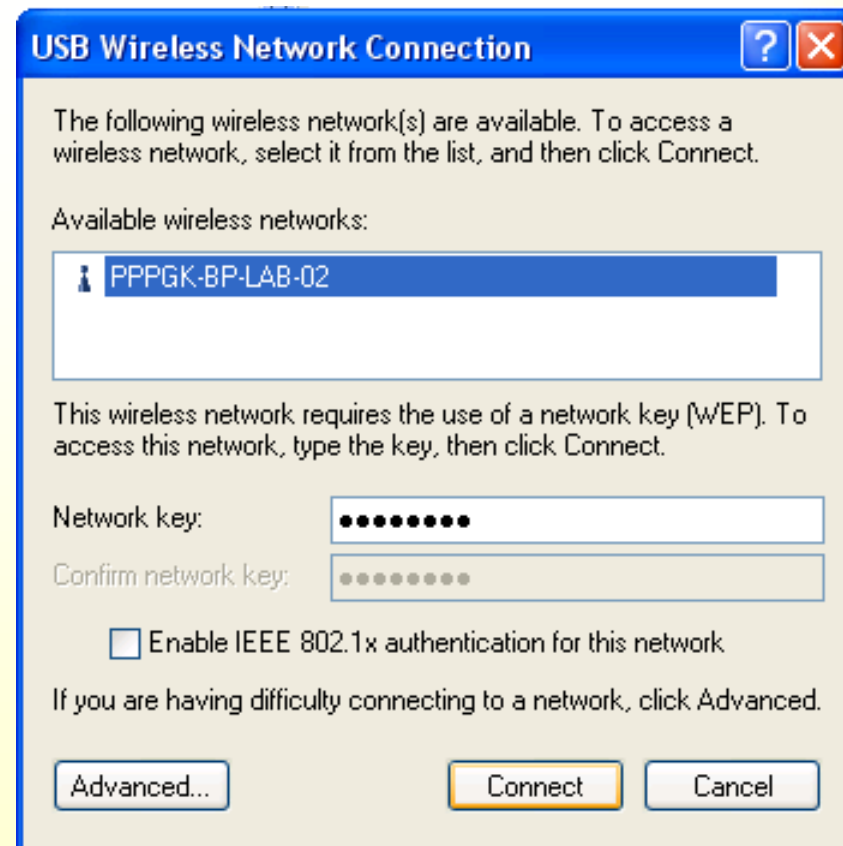 USB Wireless Network Connection
The following wireless network(s) are available. To access a
wireless network, select it from the list, and then click Connect.
Available wireless networks:
PPPGK-BP-LAB-02
This wireless network requires the use of a network key (WEP). To
access this network, type the key, then click Connect.
Network key: ●●●●●●●●
Confirm network key: ●●●●●●●●
Enable IEEE 802.1x authentication for this network
If you are having difficulty connecting to a network, click Advanced.
Advanced... Connect Cancel